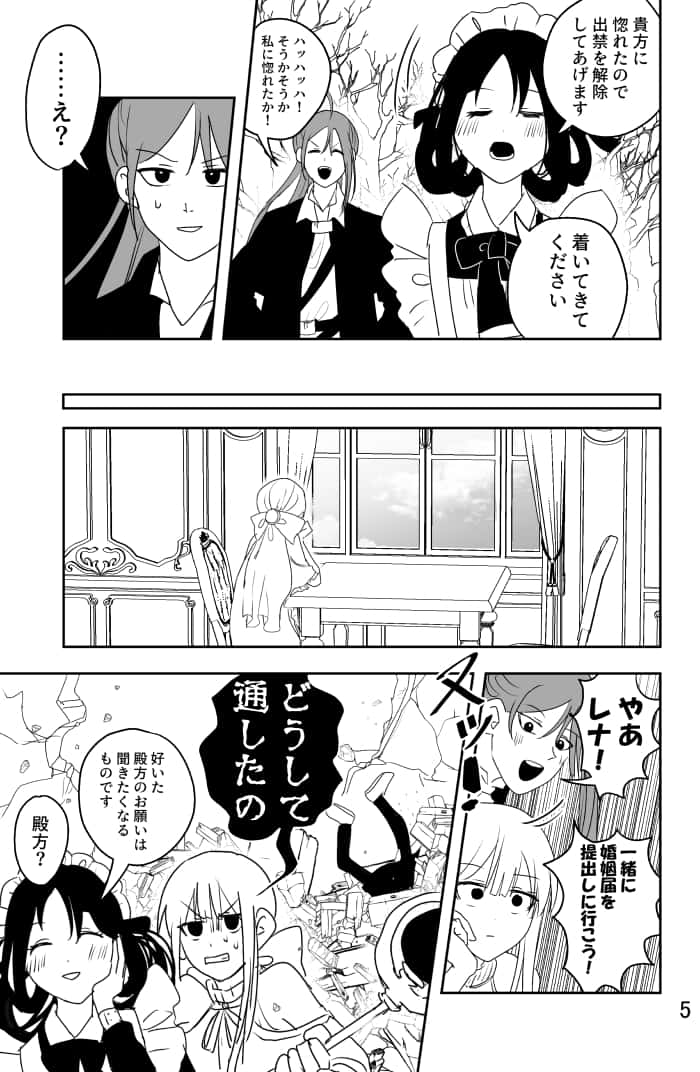 貴方に
惚れたので
出禁を解除
してあげます
ハッハッハ!
そうかそうか
私に惚れたか!
着いてきて
ください
……え?
やあ
レナ!
ヌッ!
一緒に
婚姻届を
提出しに行こう!
どうして
通したの
好いた
殿方のお願いは
聞きたくなる
ものです
殿方?
5